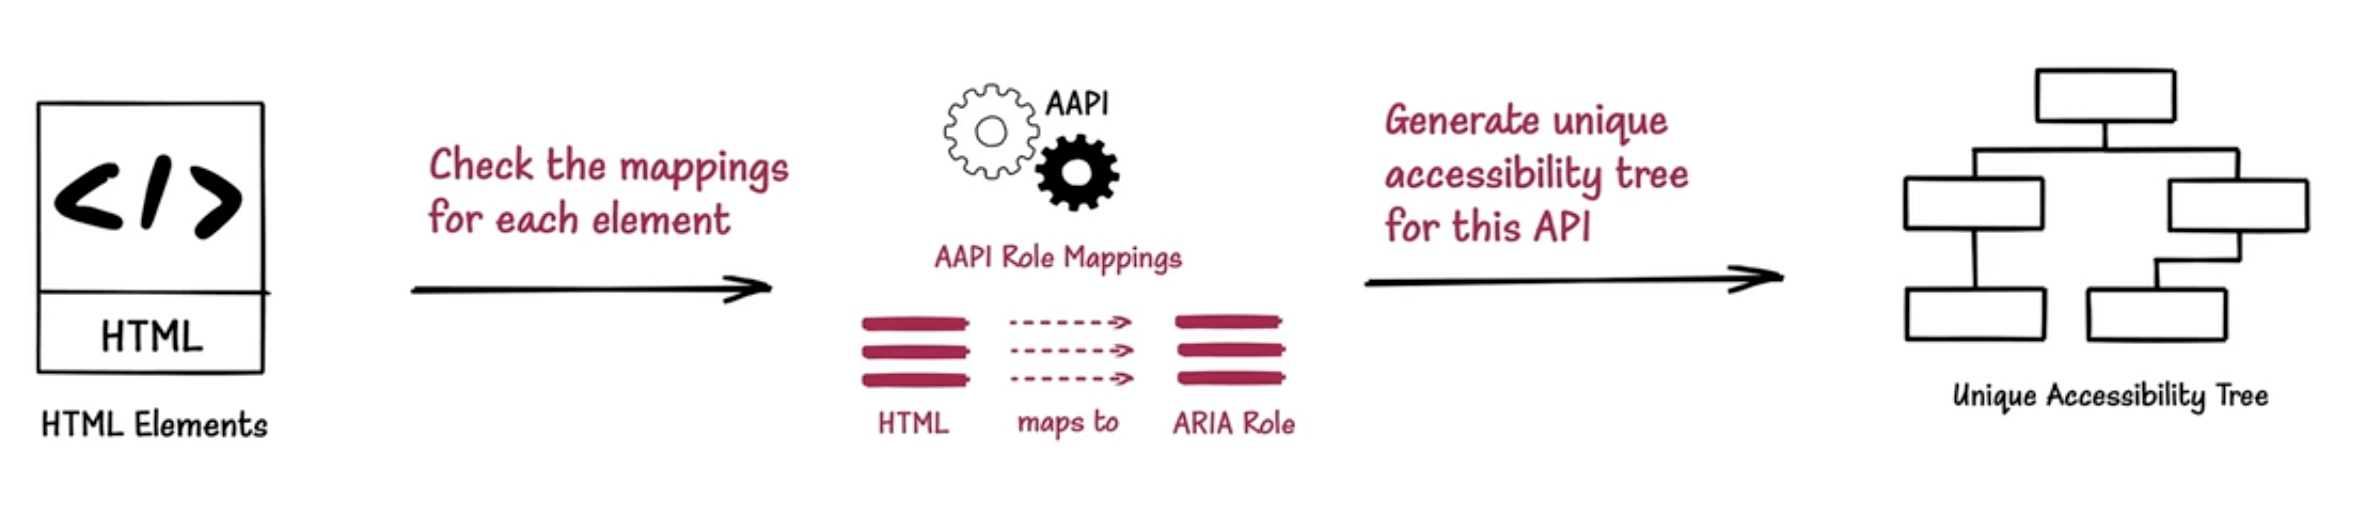 </>
HTML
HTML Elements
Check the mappings
for each element
AAPI
AAPI Role Mappings
HTML maps to ARIA Role
Generate unique
accessibility tree
for this API
Unique Accessibility Tree